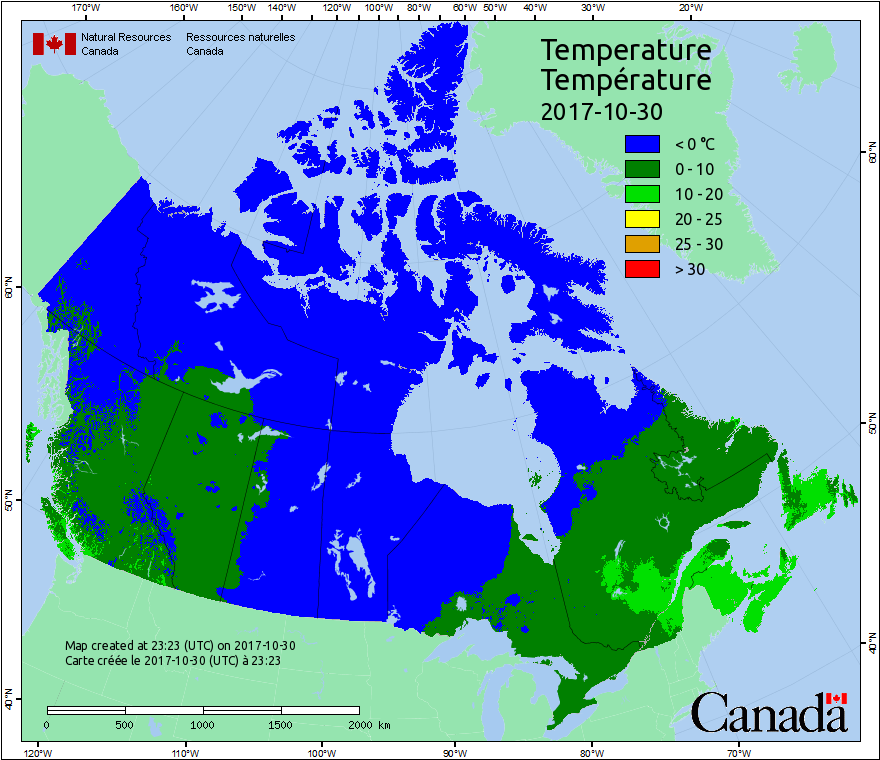 170°W 160°W 150°W 140°W 130°W 120°W 110°W 100°W 90°W 80°W 60°W 50°W 40°W 30°W 20°W
Natural Resources Ressources naturelles
Canada Canada
Temperature
Température
2017-10-30
< 0 °C
0 - 10
10 - 20
20 - 25
25 - 30
> 30
60°N
50°N
40°N
60°N
50°N
40°N
Map created at 23:23 (UTC) on 2017-10-30
Carte créée le 2017-10-30 (UTC) à 23:23
0 500 1000 1500 2000 km
Canada
120°W 110°W 100°W 90°W 80°W 70°W